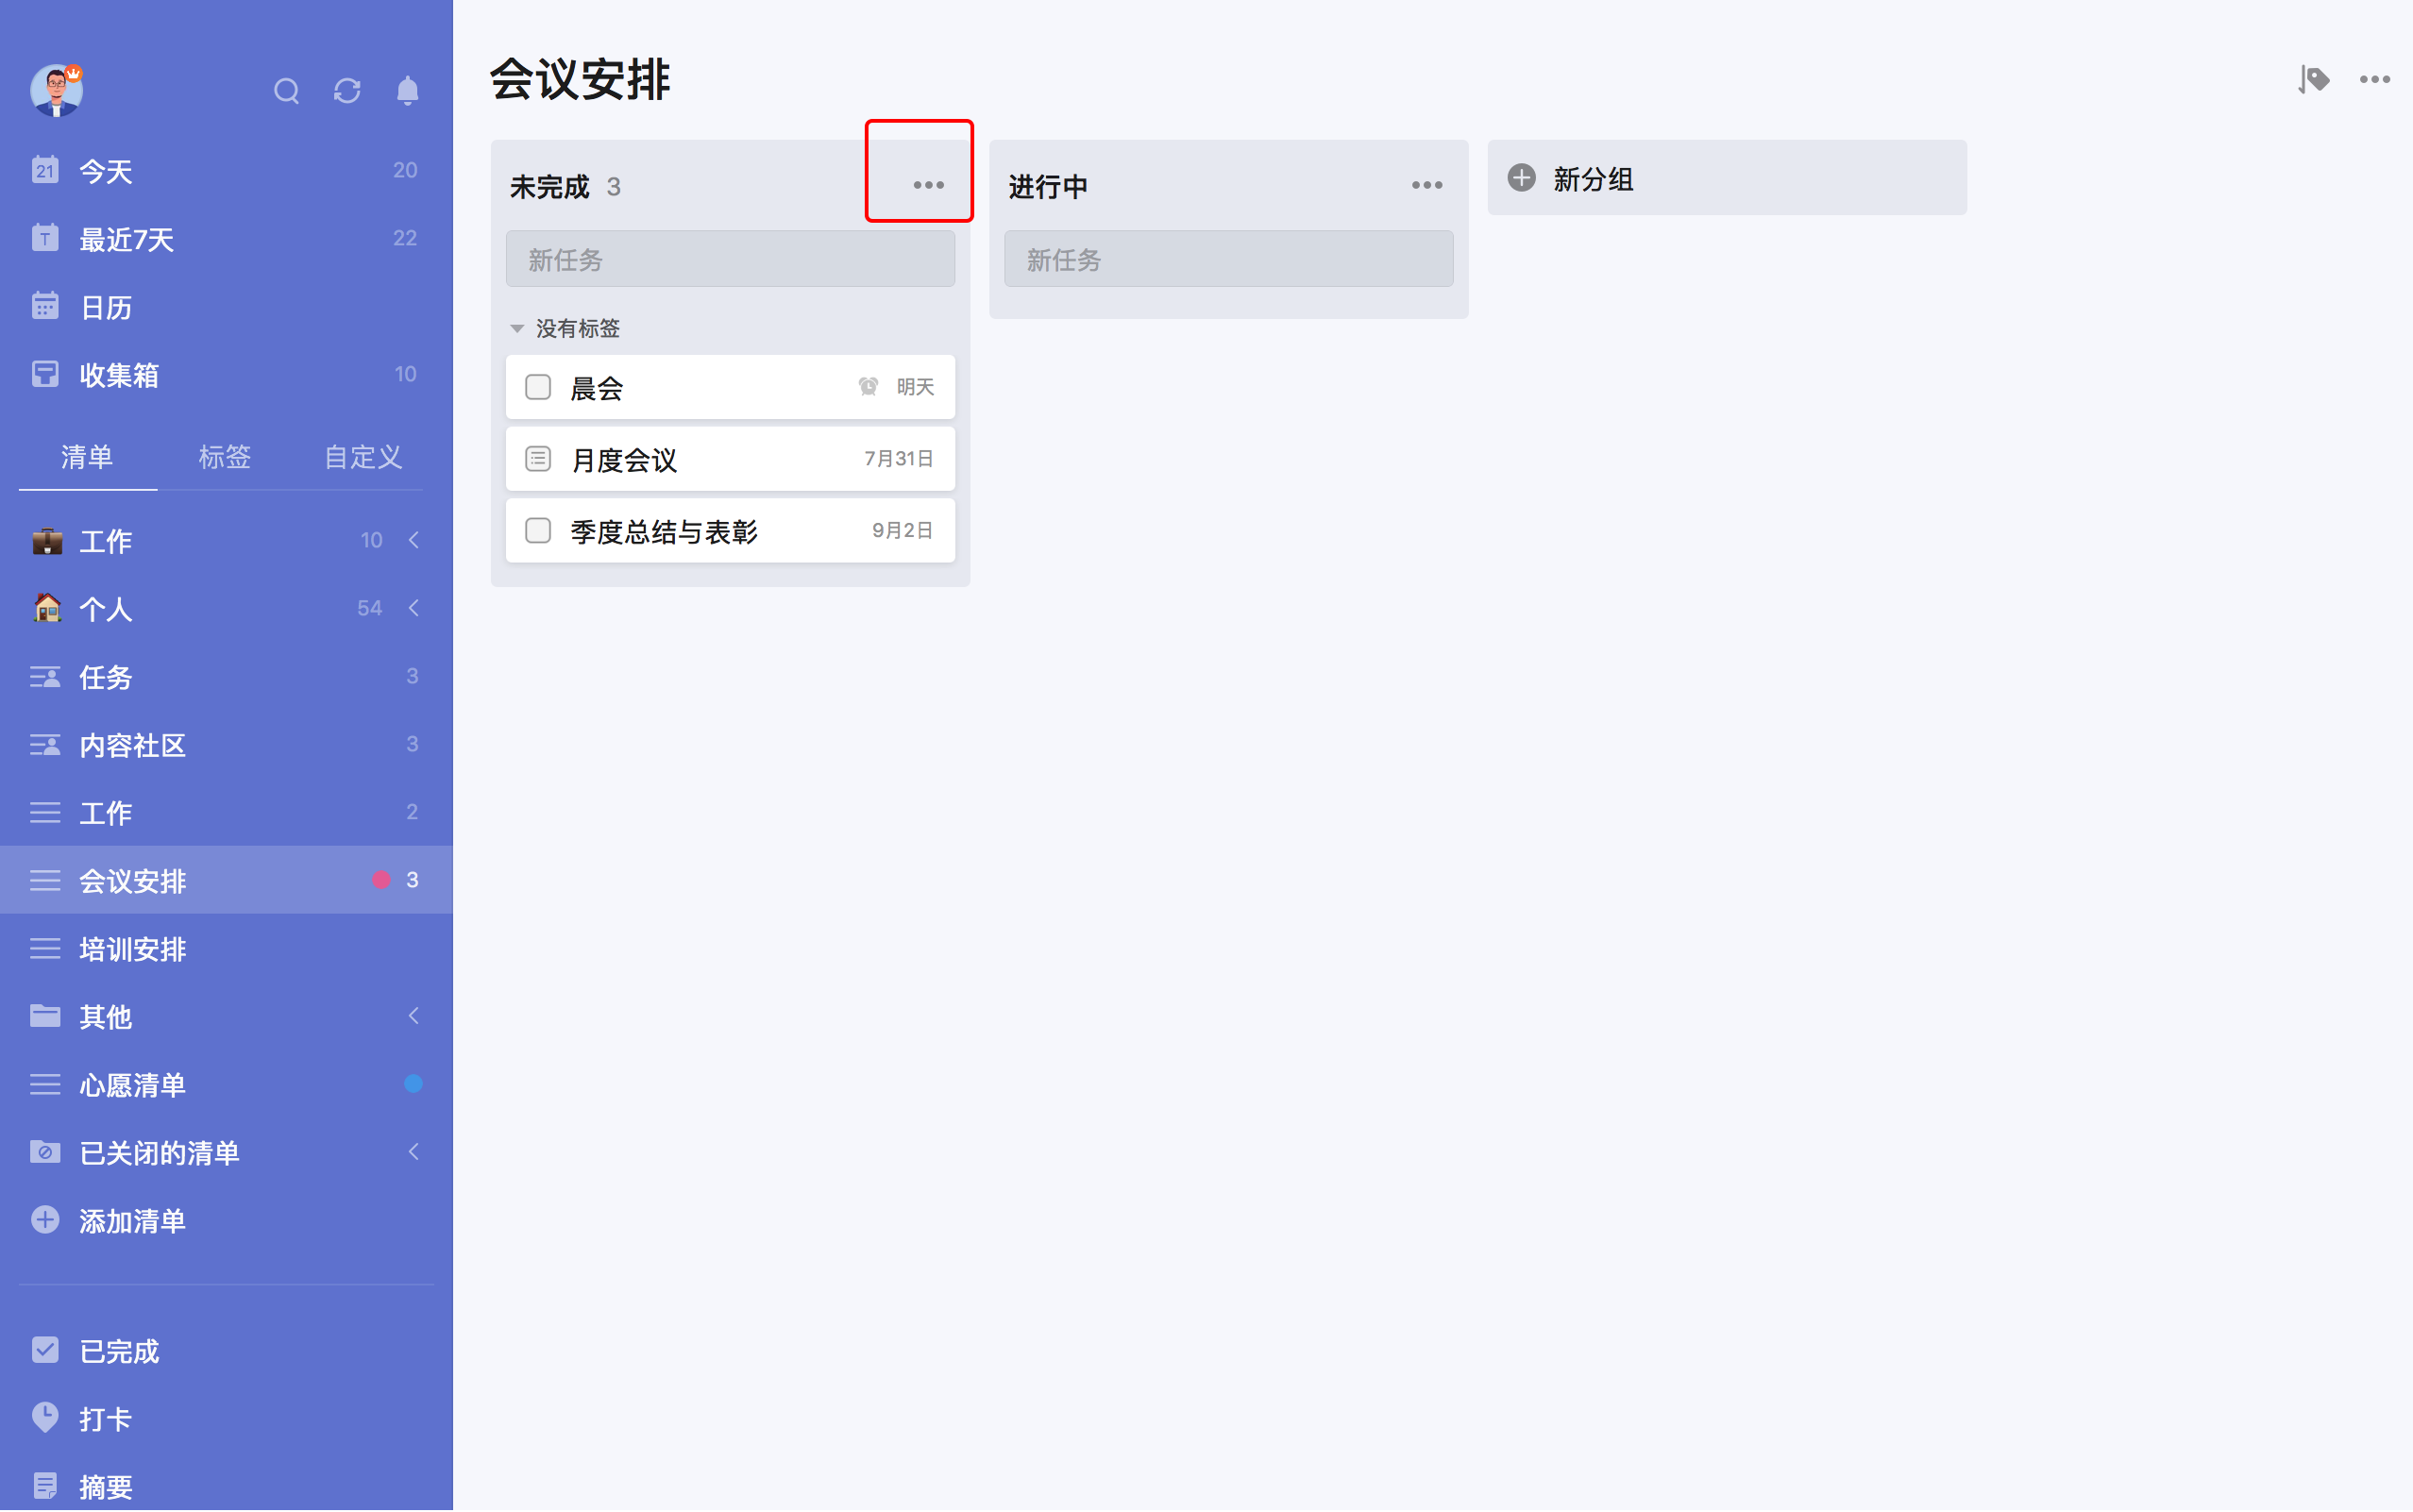 21 今天 20
T 最近7天 22
日历
收集箱 10
清单 标签 自定义
工作 10
个人 54
任务 3
内容社区 3
工作 2
会议安排 3
培训安排
其他
心愿清单
已关闭的清单
添加清单
已完成
打卡
摘要
会议安排
未完成 3
新任务
没有标签
晨会 明天
月度会议 7月31日
季度总结与表彰 9月2日
进行中
新任务
新分组